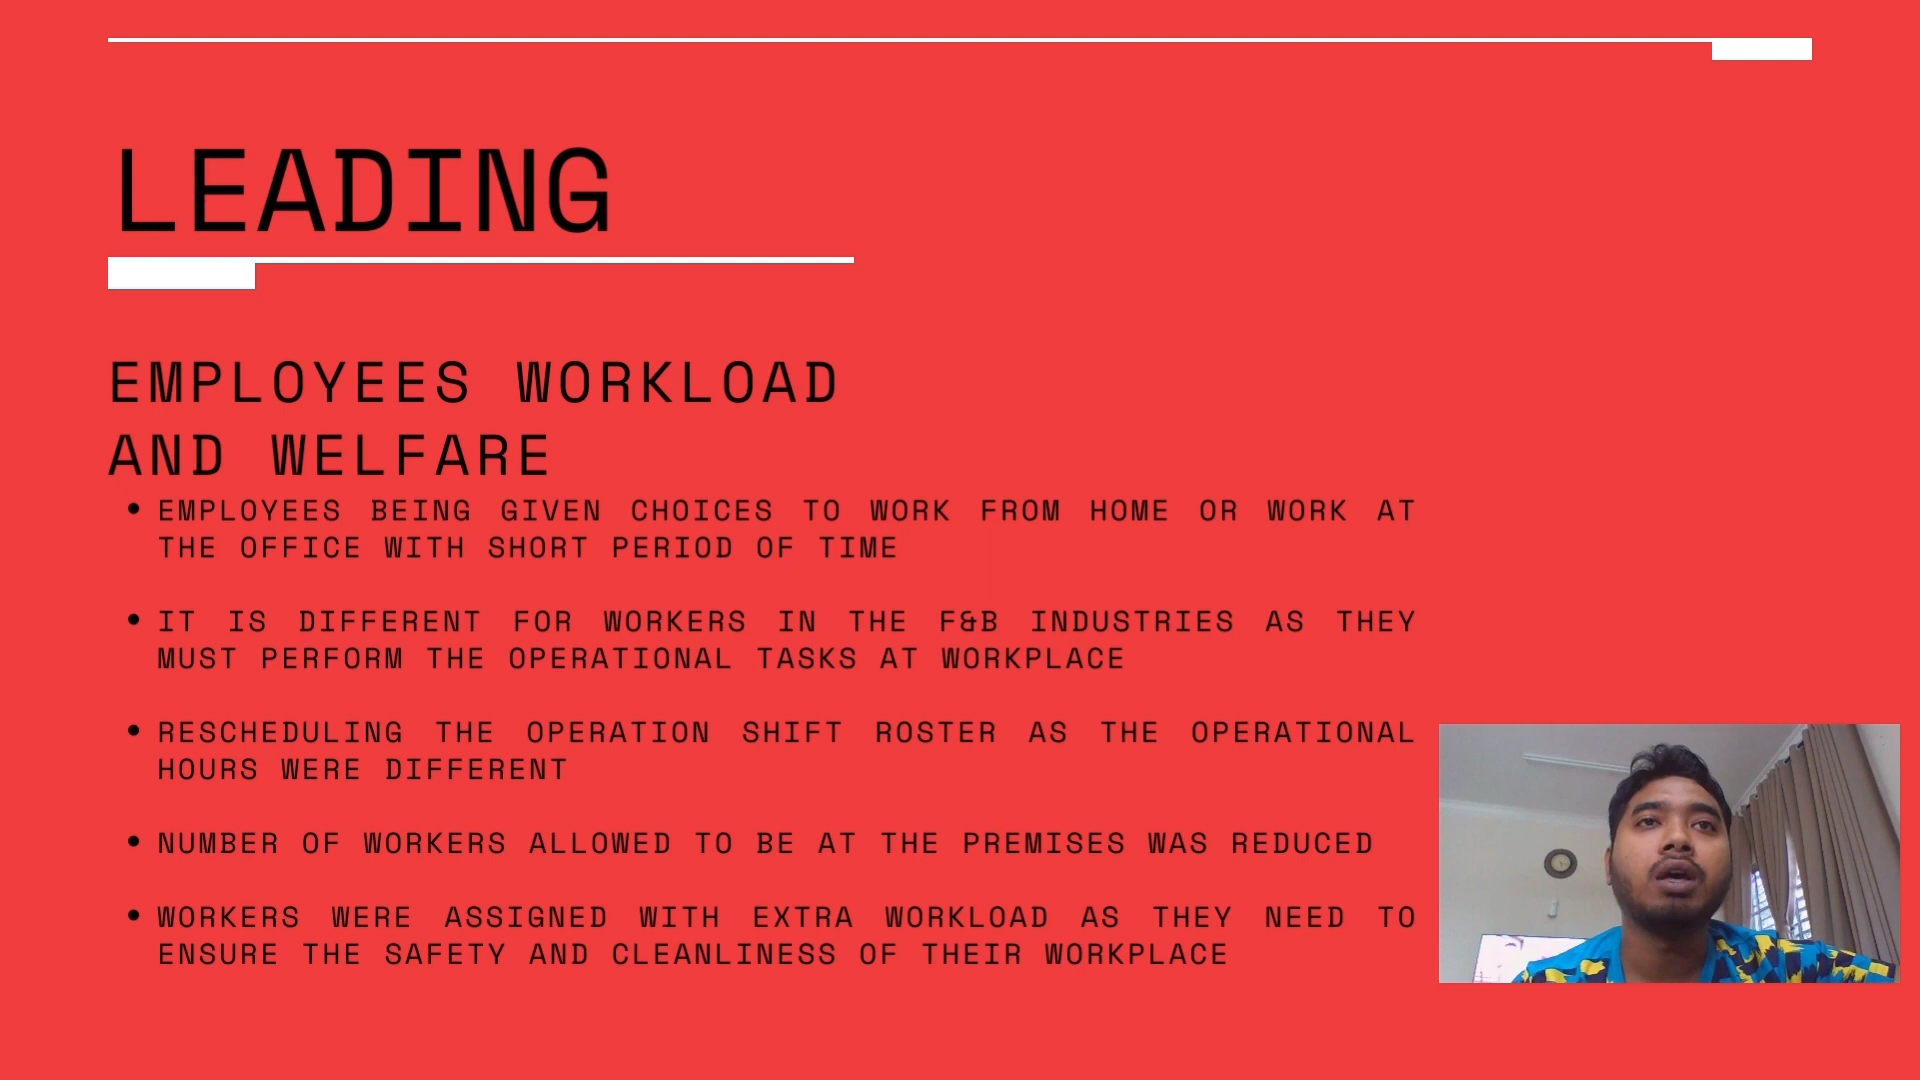 LEADING
EMPLOYEES WORKLOAD
AND WELFARE
• EMPLOYEES BEING GIVEN CHOICES TO WORK FROM HOME OR WORK AT
THE OFFICE WITH SHORT PERIOD OF TIME
• IT IS DIFFERENT FOR WORKERS IN THE F&B INDUSTRIES AS THEY
MUST PERFORM THE OPERATIONAL TASKS AT WORKPLACE
• RESCHEDULING THE OPERATION SHIFT ROSTER AS THE OPERATIONAL
HOURS WERE DIFFERENT
• NUMBER OF WORKERS ALLOWED TO BE AT THE PREMISES WAS REDUCED
• WORKERS WERE ASSIGNED WITH EXTRA WORKLOAD AS THEY NEED TO
ENSURE THE SAFETY AND CLEANLINESS OF THEIR WORKPLACE